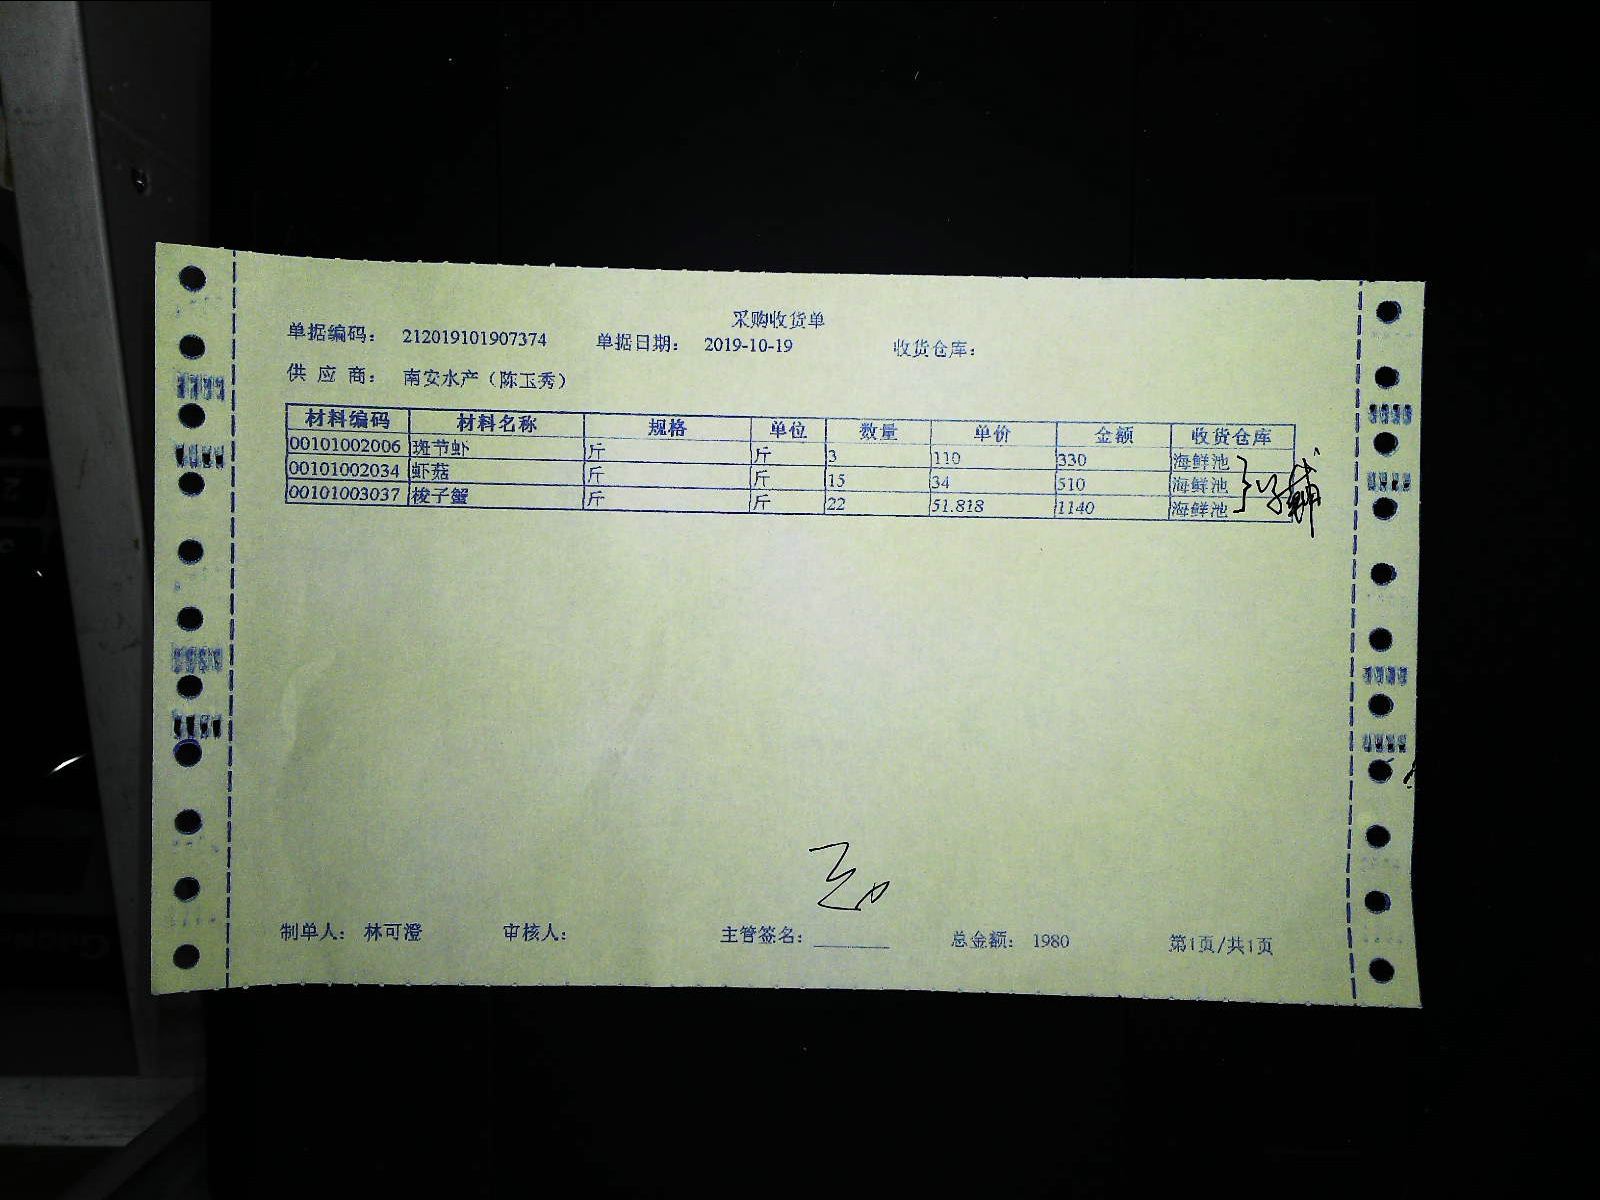 采购收货单
单据编码： 212019101907374 单据日期： 2019-10-19 收货仓库：
供 应 商： 南安水产（陈玉秀）
材料编码 材料名称 规格 单位 数量 单价 金额 收货仓库
00101002006 斑节虾 斤 斤 3 110 330 海鲜池
00101002034 虾菇 斤 斤 15 34 510 海鲜池
00101003037 梭子蟹 斤 斤 22 51.818 1140 海鲜池
制单人： 林可澄 审核人： 主管签名： 总金额： 1980 第1页/共1页